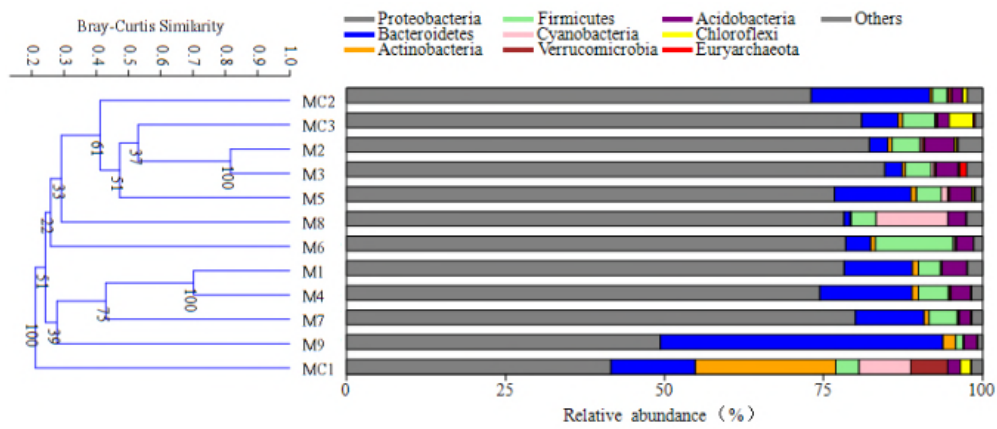 Bray-Curtis Similarity
0.2 0.3 0.4 0.5 0.6 0.7 0.8 0.9 1.0
Proteobacteria Firmicutes Acidobacteria Others
Bacteroidetes Cyanobacteria Chloroflexi
Actinobacteria Verrucomicrobia Euryarchaeota
MC2
61
MC3
37
M2
100
M3
51
M5
33
M8
22
M6
51
M1
100
M4
75
M7
39
M9
100
MC1
0 25 50 75 100
Relative abundance (%)